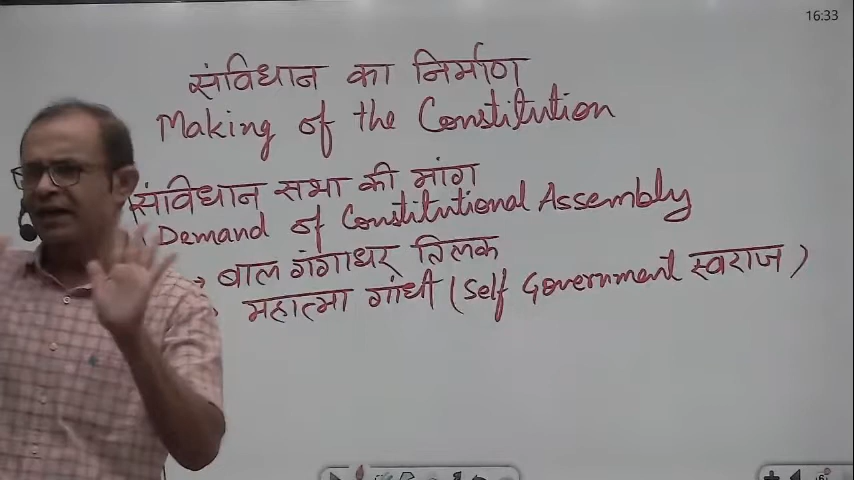 16:33
संविधान का निर्माण
Making of the Constitution
संविधान सभा की मांग
Demand of Constitutional Assembly
→ बाल गंगाधर तिलक
महात्मा गांधी (Self Government स्वराज)